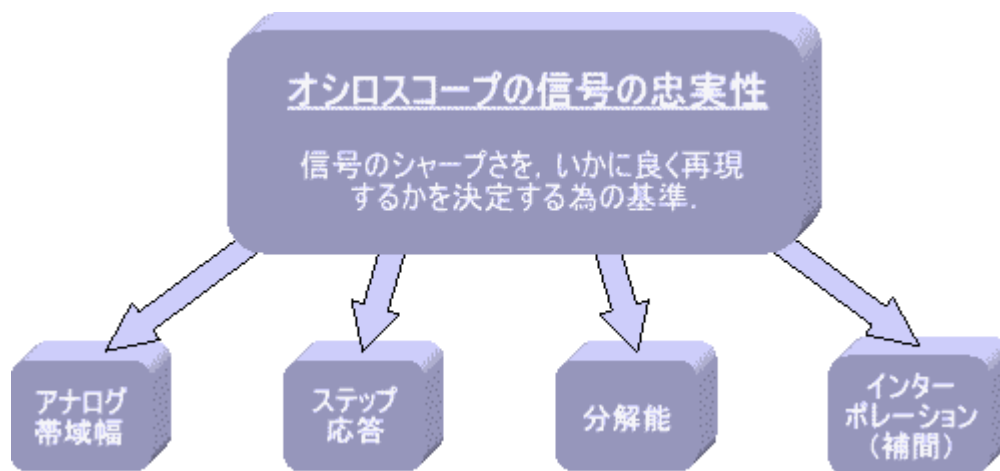 オシロスコープの信号の忠実性
信号のシャープさを, いかに良く再現
するかを決定する為の基準.
アナログ
帯域幅
ステップ
応答
分解能
インター
ポレーション
(補間)